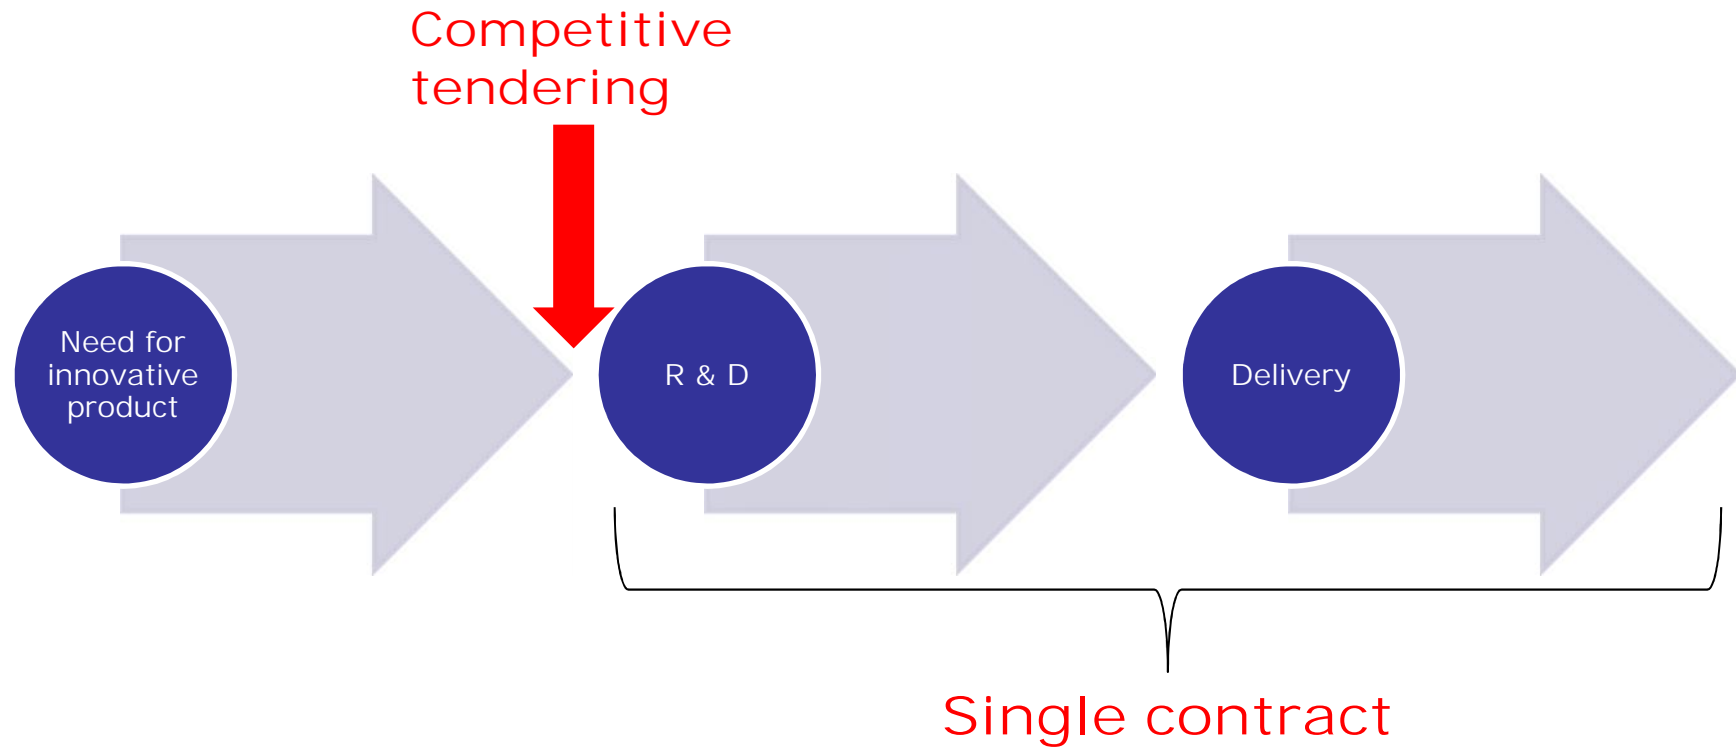 Competitive
tendering
Need for
innovative
product
R & D
Delivery
Single contract